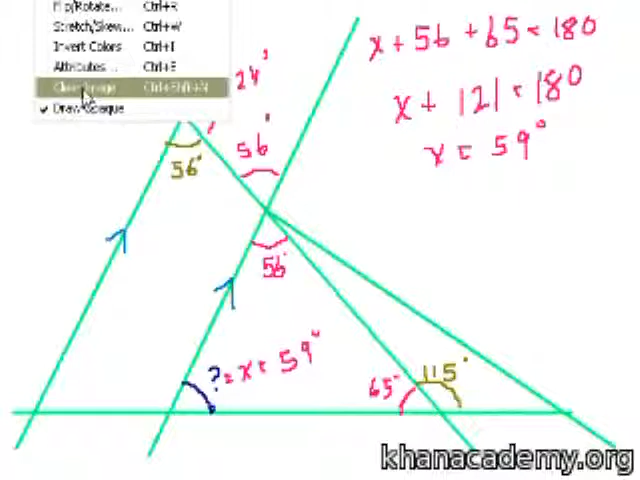 Flip/Rotate... Ctrl+R
Stretch/Skew... Ctrl+W
Invert Colors Ctrl+I
Attributes... Ctrl+E
Draw Opaque
24°
x + 56 + 65 = 180
x + 121 = 180
x = 59°
56°
56°
56°
? = x = 59°
65°
115°
khanacademy.org